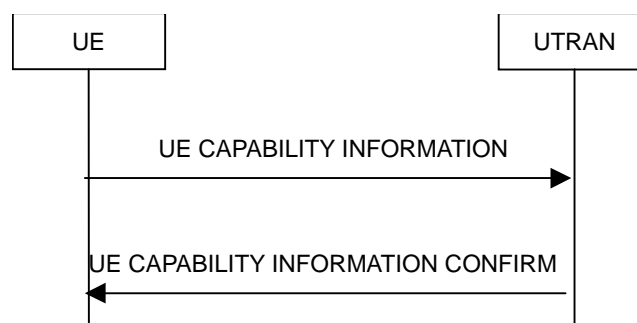 UE
UTRAN
UE CAPABILITY INFORMATION
UE CAPABILITY INFORMATION CONFIRM